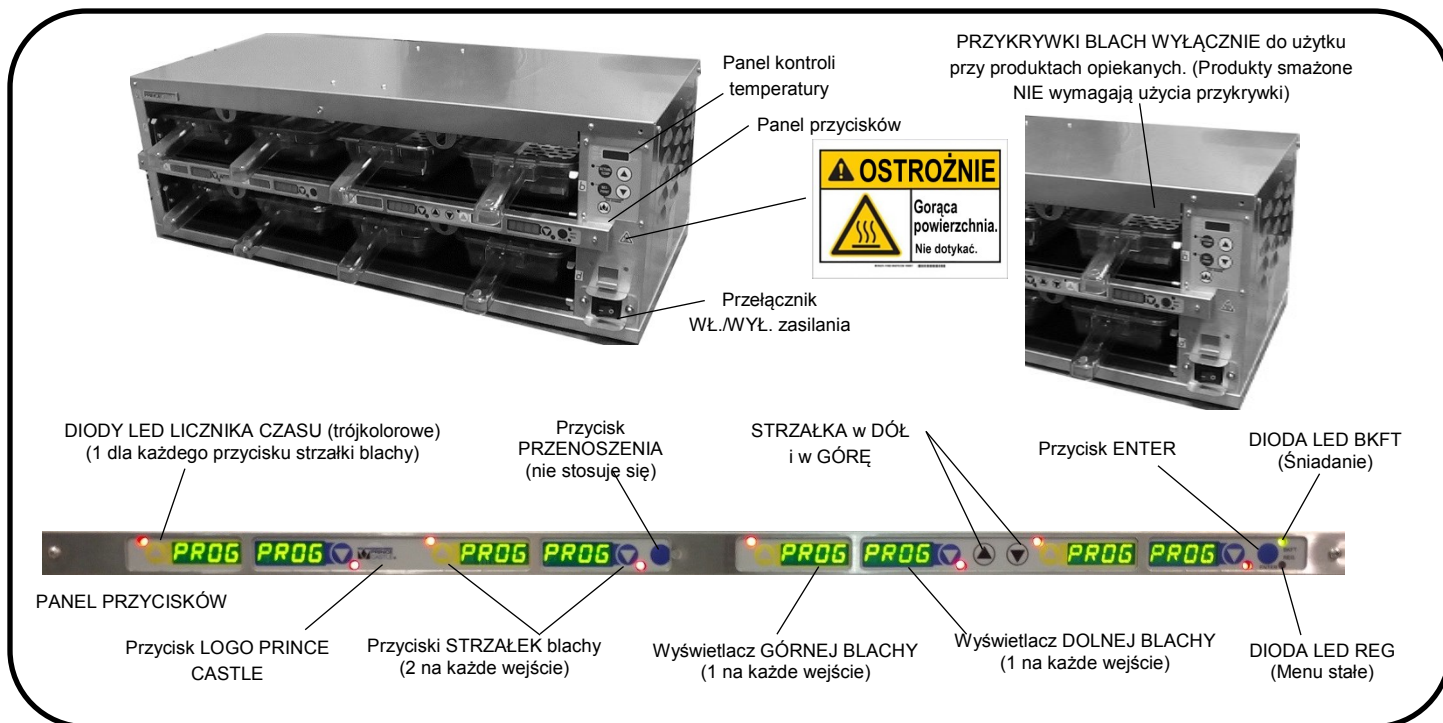 Panel kontroli
temperatury
Panel przycisków
PRZYKRYWKI BLACH WYŁĄCZNIE do użytku
przy produktach opiekanych. (Produkty smażone
NIE wymagają użycia przykrywki)
OSTROŻNIE
Gorąca
powierzchnia.
Nie dotykać.
Przełącznik
WŁ./WYŁ. zasilania
DIODY LED LICZNIKA CZASU (trójkolorowe)
(1 dla każdego przycisku strzałki blachy)
Przycisk
PRZENOSZENIA
(nie stosuje się)
STRZAŁKA w DÓŁ
i w GÓRĘ
Przycisk ENTER
DIODA LED BKFT
(Śniadanie)
PROG PROG PRINCE CASTLE PROG PROG PROG PROG PROG PROG
BKFT
REG
PANEL PRZYCISKÓW
Przycisk LOGO PRINCE
CASTLE
Przyciski STRZAŁEK blachy
(2 na każde wejście)
Wyświetlacz GÓRNEJ BLACHY
(1 na każde wejście)
Wyświetlacz DOLNEJ BLACHY
(1 na każde wejście)
DIODA LED REG
(Menu stałe)